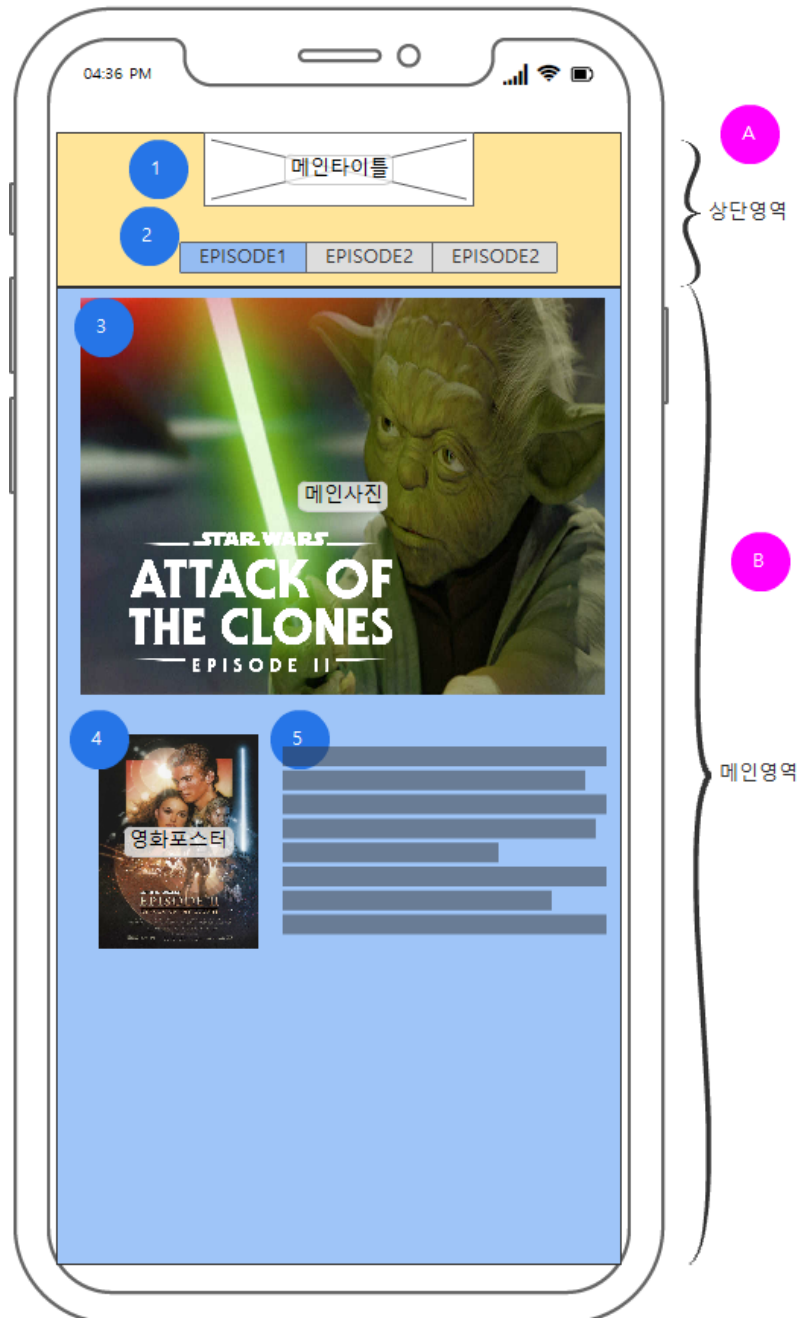 04:36 PM
A
1
메인타이틀
상단영역
2
EPISODE1 EPISODE2 EPISODE2
3
메인사진
STAR WARS
ATTACK OF
THE CLONES
EPISODE II
B
4
5
메인영역
영화포스터
EPISODE II